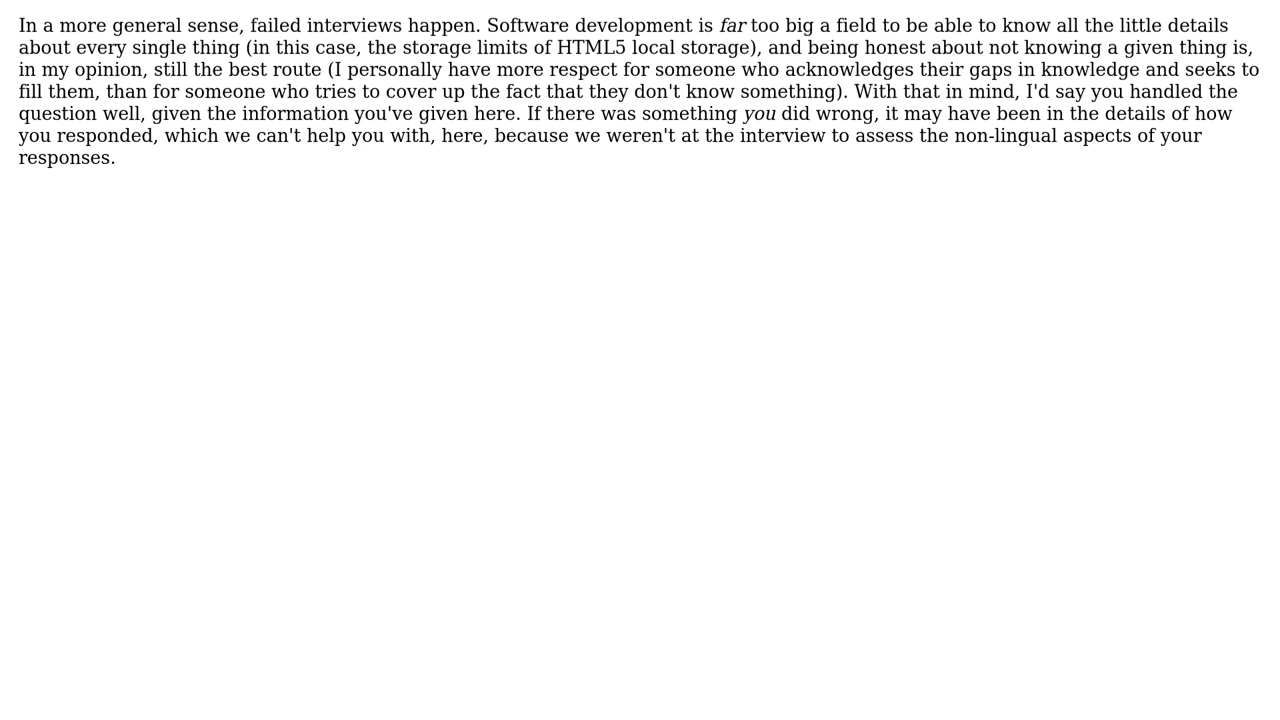 In a more general sense, failed interviews happen. Software development is far too big a field to be able to know all the little details
about every single thing (in this case, the storage limits of HTML5 local storage), and being honest about not knowing a given thing is,
in my opinion, still the best route (I personally have more respect for someone who acknowledges their gaps in knowledge and seeks to
fill them, than for someone who tries to cover up the fact that they don't know something). With that in mind, I'd say you handled the
question well, given the information you've given here. If there was something you did wrong, it may have been in the details of how
you responded, which we can't help you with, here, because we weren't at the interview to assess the non-lingual aspects of your
responses.